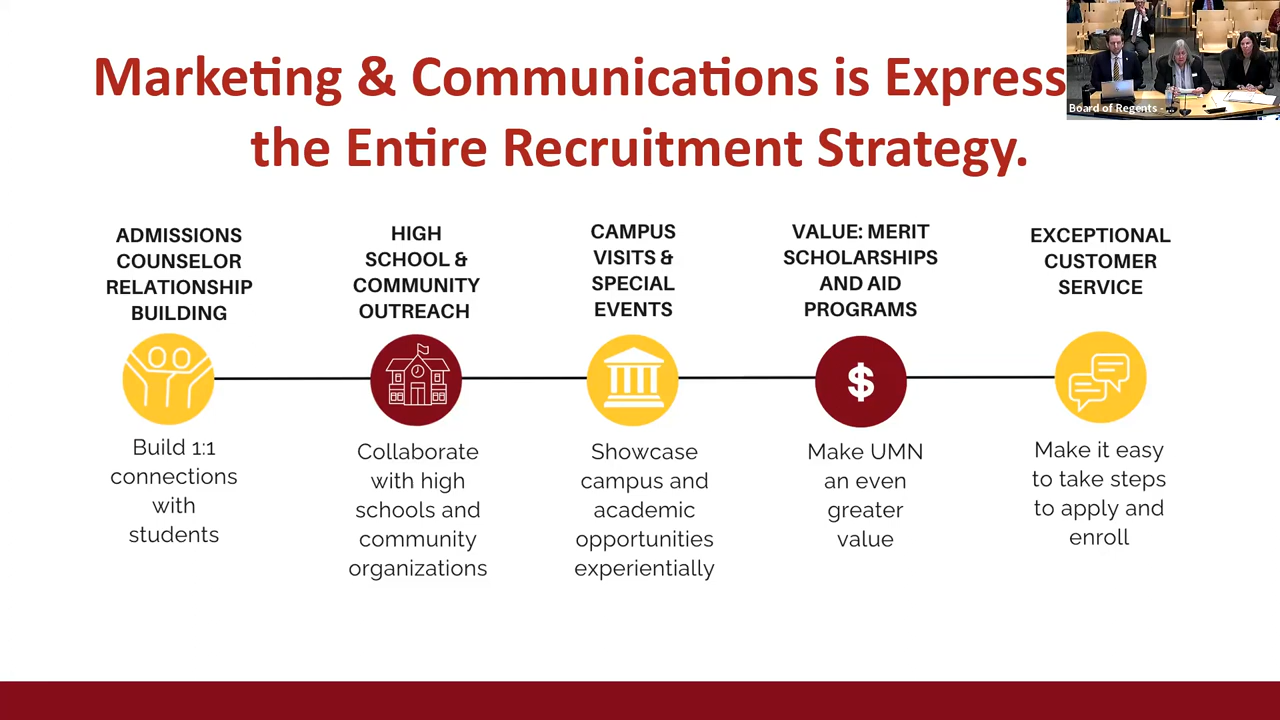 Marketing & Communications is Express
the Entire Recruitment Strategy.
Board of Regents - ...
ADMISSIONS
COUNSELOR
RELATIONSHIP
BUILDING
Build 1:1
connections
with
students
HIGH
SCHOOL &
COMMUNITY
OUTREACH
Collaborate
with high
schools and
community
organizations
CAMPUS
VISITS &
SPECIAL
EVENTS
Showcase
campus and
academic
opportunities
experientially
VALUE: MERIT
SCHOLARSHIPS
AND AID
PROGRAMS
$
Make UMN
an even
greater
value
EXCEPTIONAL
CUSTOMER
SERVICE
Make it easy
to take steps
to apply and
enroll